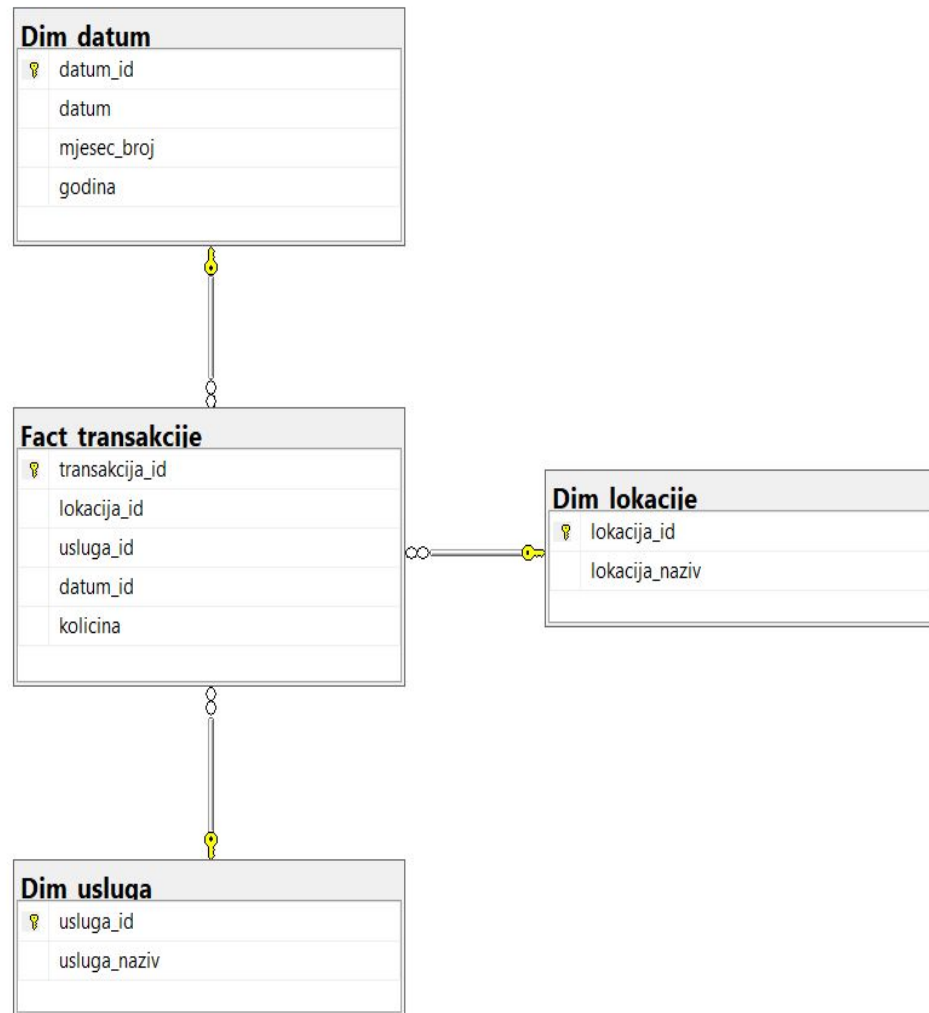 Dim datum
datum_id
datum
mjesec_broj
godina
Fact transakcije
transakcija_id
lokacija_id
usluga_id
datum_id
kolicina
Dim lokacije
lokacija_id
lokacija_naziv
Dim usluga
usluga_id
usluga_naziv